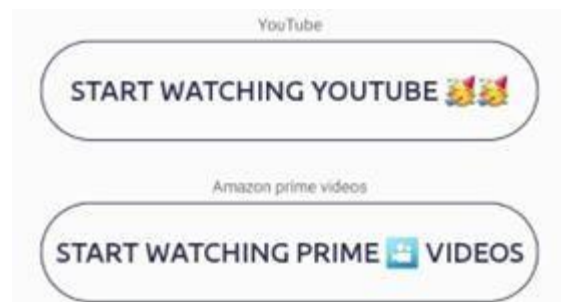 YouTube
START WATCHING YOUTUBE 🥳🥳
Amazon prime videos
START WATCHING PRIME 🎦 VIDEOS